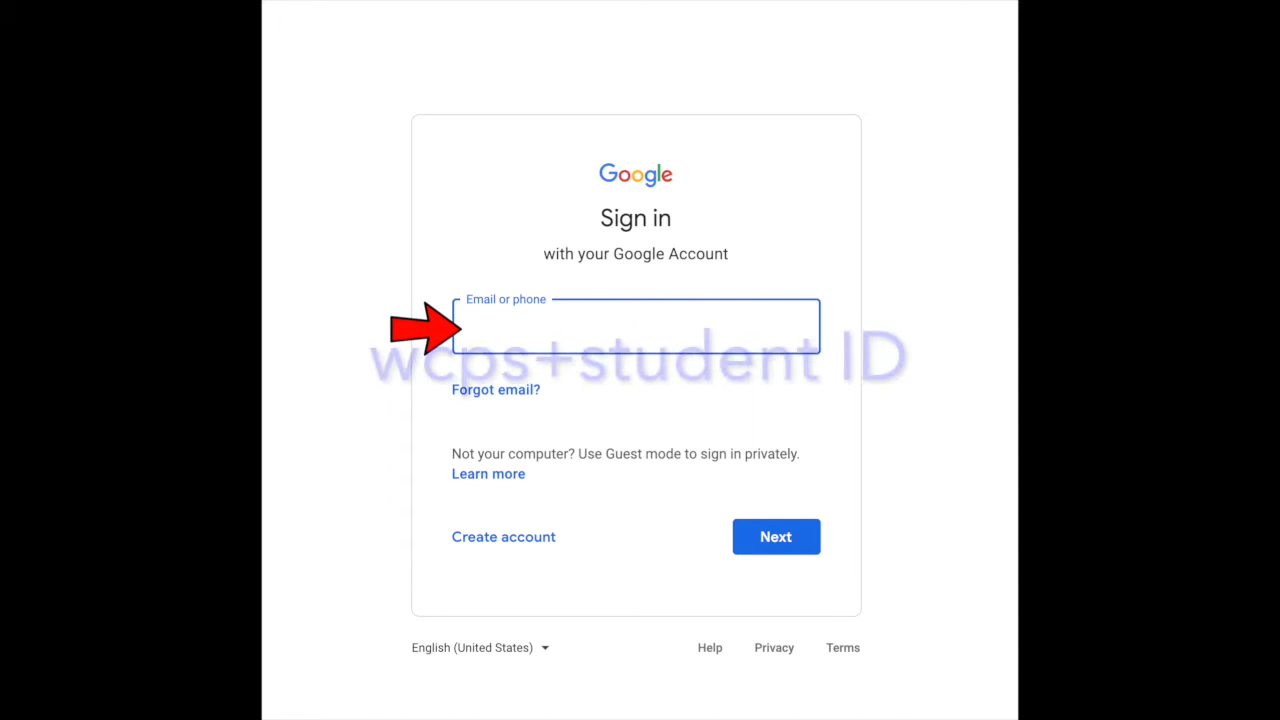 Google
Sign in
with your Google Account
Email or phone
wcps+student ID
Forgot email?
Not your computer? Use Guest mode to sign in privately.
Learn more
Create account
Next
English (United States)
Help Privacy Terms